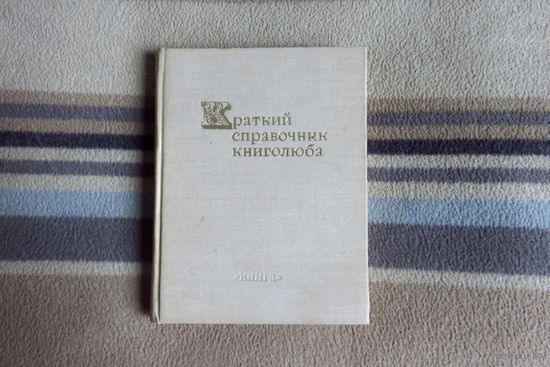 Краткий
справочник
книголюба
«КНИГА»